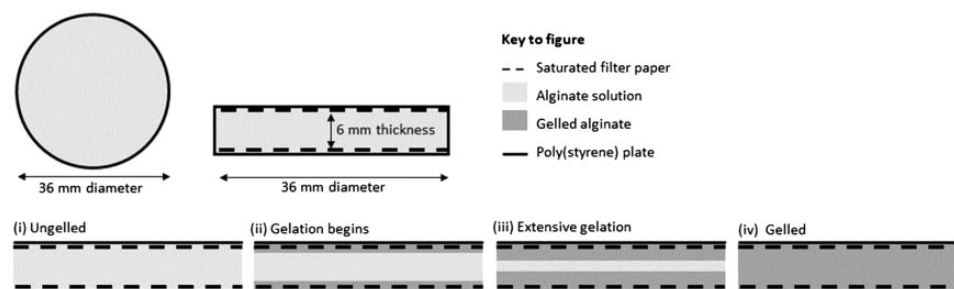 Key to figure
Saturated filter paper
Alginate solution
6 mm thickness
Gelled alginate
Poly(styrene) plate
36 mm diameter
36 mm diameter
(i) Ungelled
(ii) Gelation begins
(iii) Extensive gelation
(iv) Gelled